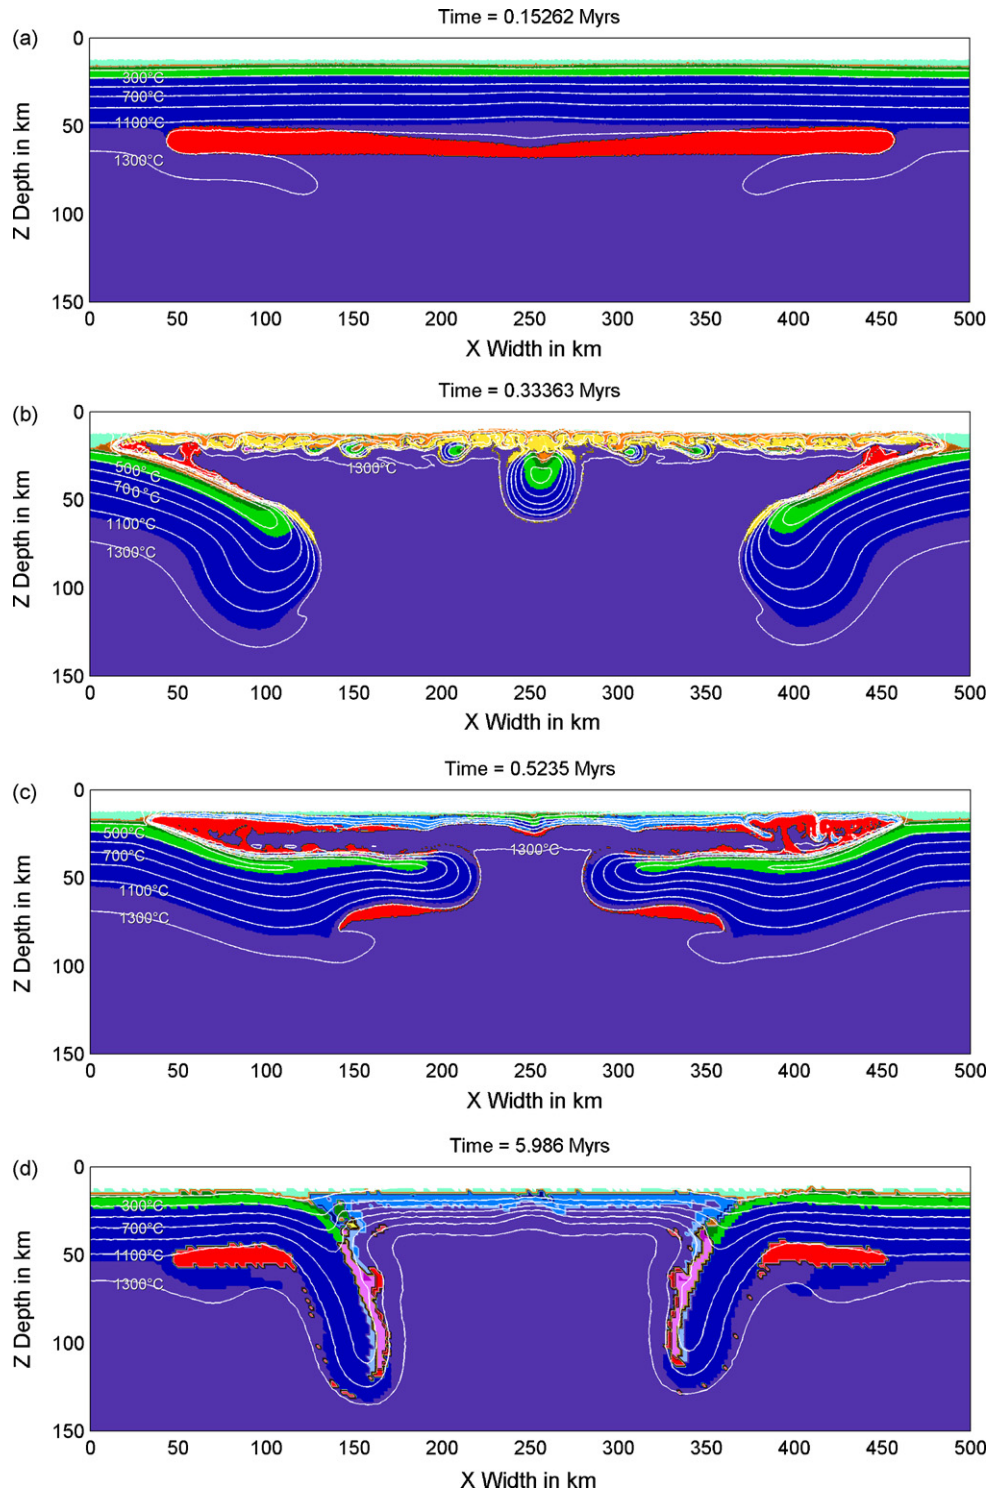 Time = 0.15262 Myrs
(a)
0
50
100
150
Z Depth in km
300°C
700°C
1100°C
1300°C
0 50 100 150 200 250 300 350 400 450 500
X Width in km
Time = 0.33363 Myrs
(b)
0
50
100
150
Z Depth in km
500°C
700°C
1100°C
1300°C
1300°C
0 50 100 150 200 250 300 350 400 450 500
X Width in km
Time = 0.5235 Myrs
(c)
0
50
100
150
Z Depth in km
500°C
700°C
1100°C
1300°C
1300°C
0 50 100 150 200 250 300 350 400 450 500
X Width in km
Time = 5.986 Myrs
(d)
0
50
100
150
Z Depth in km
300°C
700°C
1100°C
1300°C
0 50 100 150 200 250 300 350 400 450 500
X Width in km